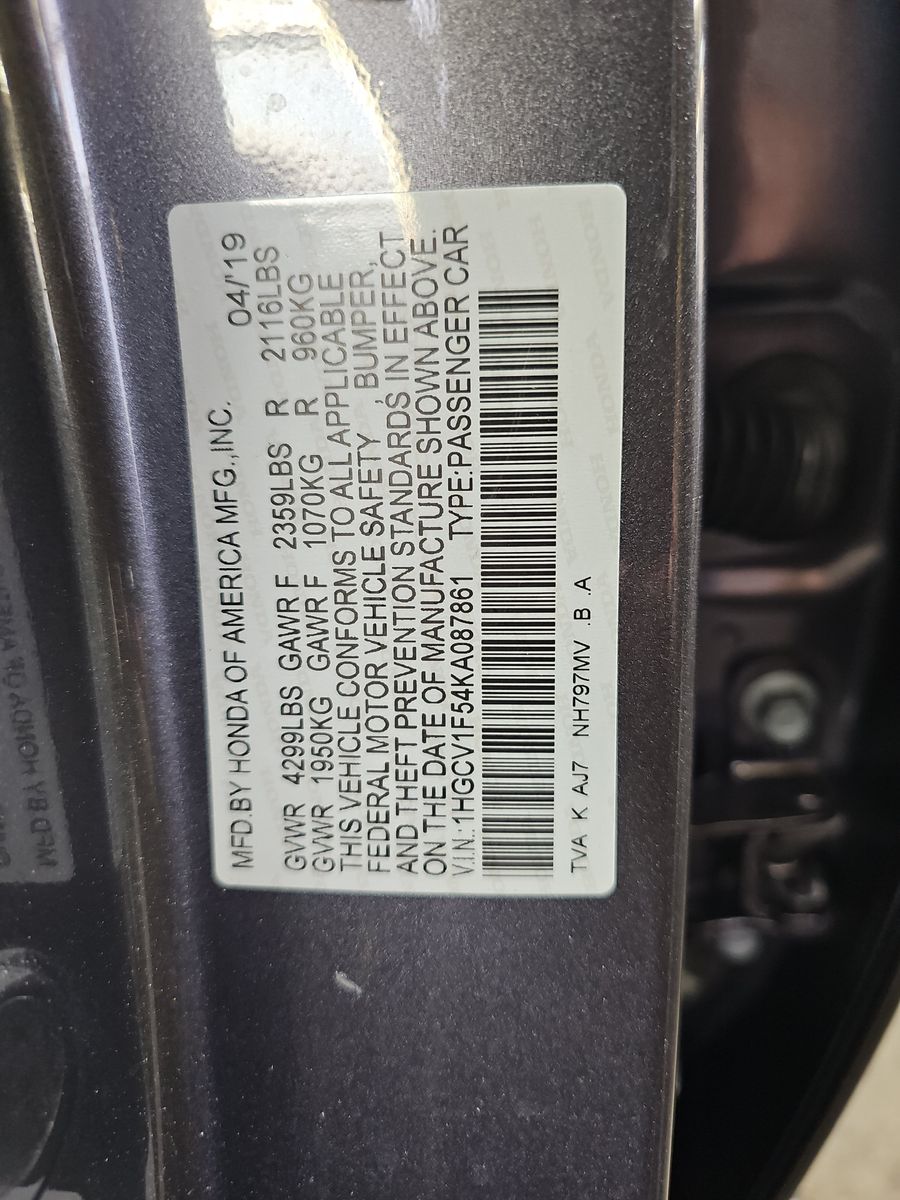 MFD.BY HONDA OF AMERICA MFG.,INC. 04/'19
GVWR 4299LBS GAWR F 2359LBS R 2116LBS
GVWR 1950KG GAWR F 1070KG R 960KG
THIS VEHICLE CONFORMS TO ALL APPLICABLE
FEDERAL MOTOR VEHICLE SAFETY , BUMPER,
AND THEFT PREVENTION STANDARDS, IN EFFECT
ON THE DATE OF MANUFACTURE SHOWN ABOVE.
V.I.N.:1HGCV1F54KA087861 TYPE:PASSENGER CAR
TVA K AJ7 NH797MV .B .A